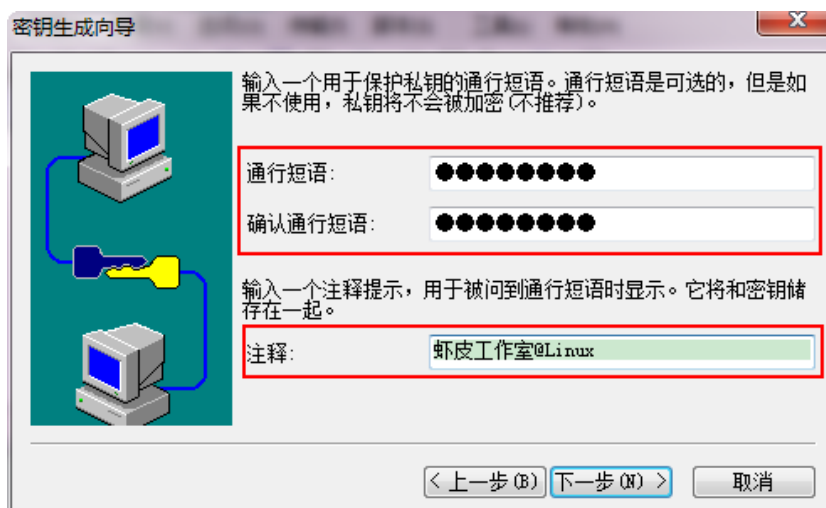 密钥生成向导
输入一个用于保护私钥的通行短语。通行短语是可选的，但是如
果不使用，私钥将不会被加密(不推荐)。
通行短语: ●●●●●●●●
确认通行短语: ●●●●●●●●
输入一个注释提示，用于被问到通行短语时显示。它将和密钥储
存在一起。
注释: 虾皮工作室@Linux
< 上一步(B) 下一步(N) > 取消